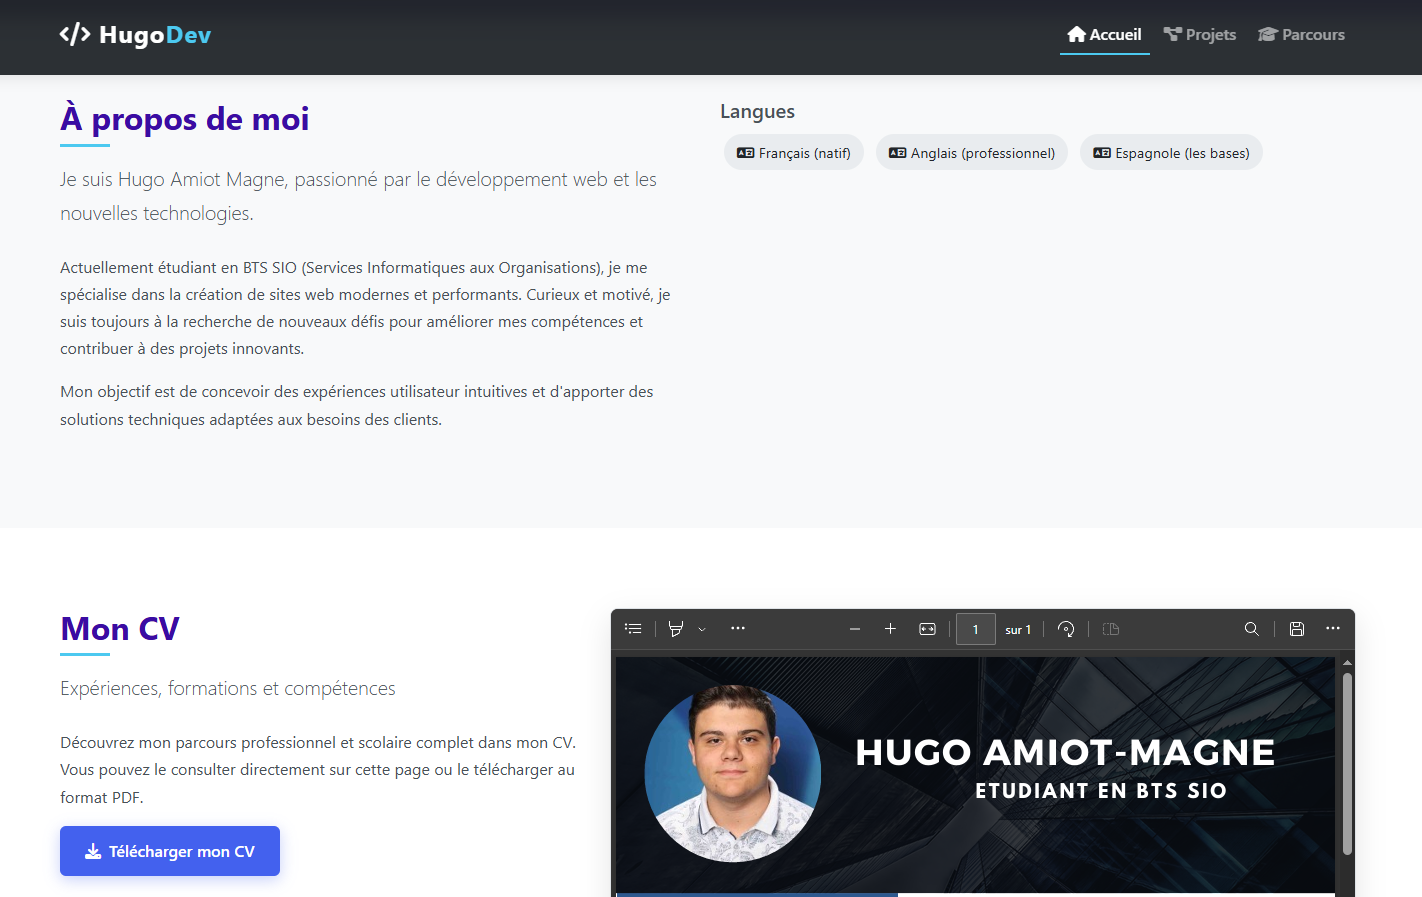 </> HugoDev
Accueil
Projets
Parcours
À propos de moi
Je suis Hugo Amiot Magne, passionné par le développement web et les
nouvelles technologies.
Actuellement étudiant en BTS SIO (Services Informatiques aux Organisations), je me
spécialise dans la création de sites web modernes et performants. Curieux et motivé, je
suis toujours à la recherche de nouveaux défis pour améliorer mes compétences et
contribuer à des projets innovants.
Mon objectif est de concevoir des expériences utilisateur intuitives et d'apporter des
solutions techniques adaptées aux besoins des clients.
Langues
Français (natif)
Anglais (professionnel)
Espagnole (les bases)
Mon CV
Expériences, formations et compétences
Découvrez mon parcours professionnel et scolaire complet dans mon CV.
Vous pouvez le consulter directement sur cette page ou le télécharger au
format PDF.
Télécharger mon CV
1 sur 1
HUGO AMIOT-MAGNE
ETUDIANT EN BTS SIO